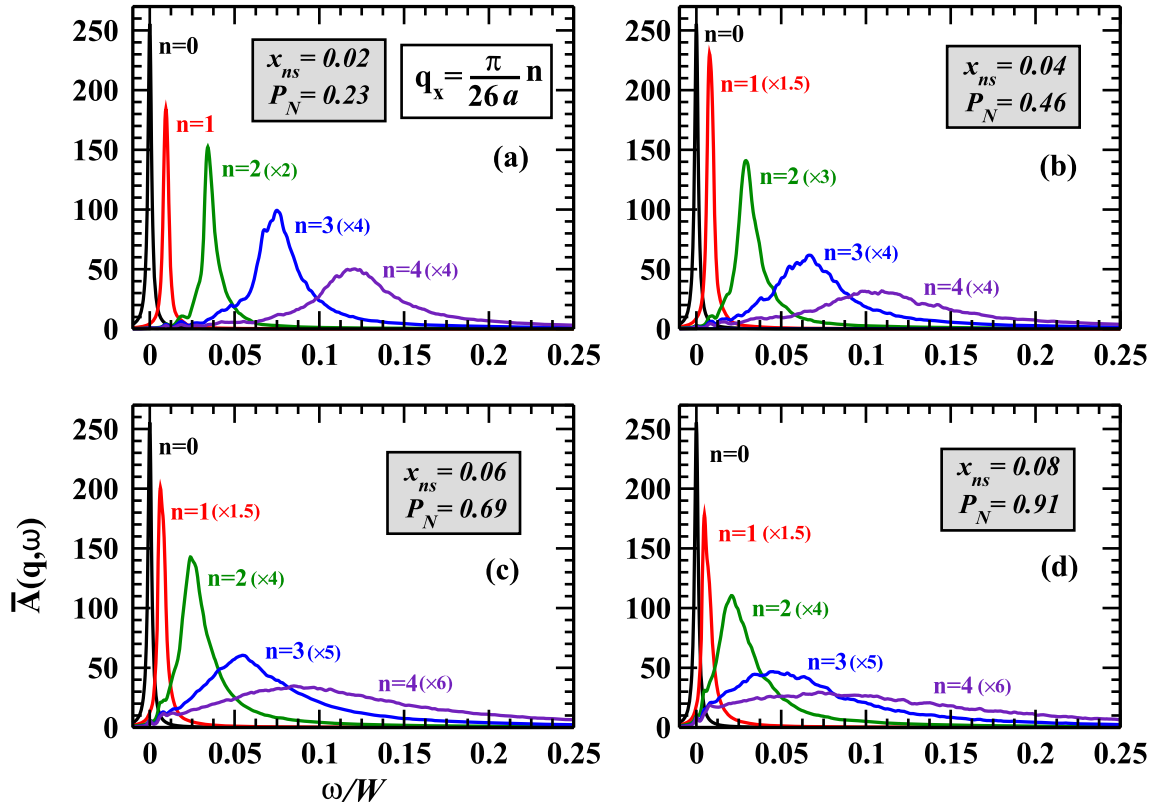 250
200
150
100
50
0
n=0
n=1
n=2 (×2)
n=3 (×4)
n=4 (×4)
x_ns = 0.02
P_N = 0.23
q_x = π/26 a n
(a)
0 0.05 0.1 0.15 0.2 0.25
250
200
150
100
50
0
n=0
n=1 (×1.5)
n=2 (×3)
n=3 (×4)
n=4 (×4)
x_ns = 0.04
P_N = 0.46
(b)
0 0.05 0.1 0.15 0.2 0.25
A̅(q,ω)
250
200
150
100
50
0
n=0
n=1 (×1.5)
n=2 (×4)
n=3 (×5)
n=4 (×6)
x_ns = 0.06
P_N = 0.69
(c)
0 0.05 0.1 0.15 0.2 0.25
ω/W
250
200
150
100
50
0
n=0
n=1 (×1.5)
n=2 (×4)
n=3 (×5)
n=4 (×6)
x_ns = 0.08
P_N = 0.91
(d)
0 0.05 0.1 0.15 0.2 0.25